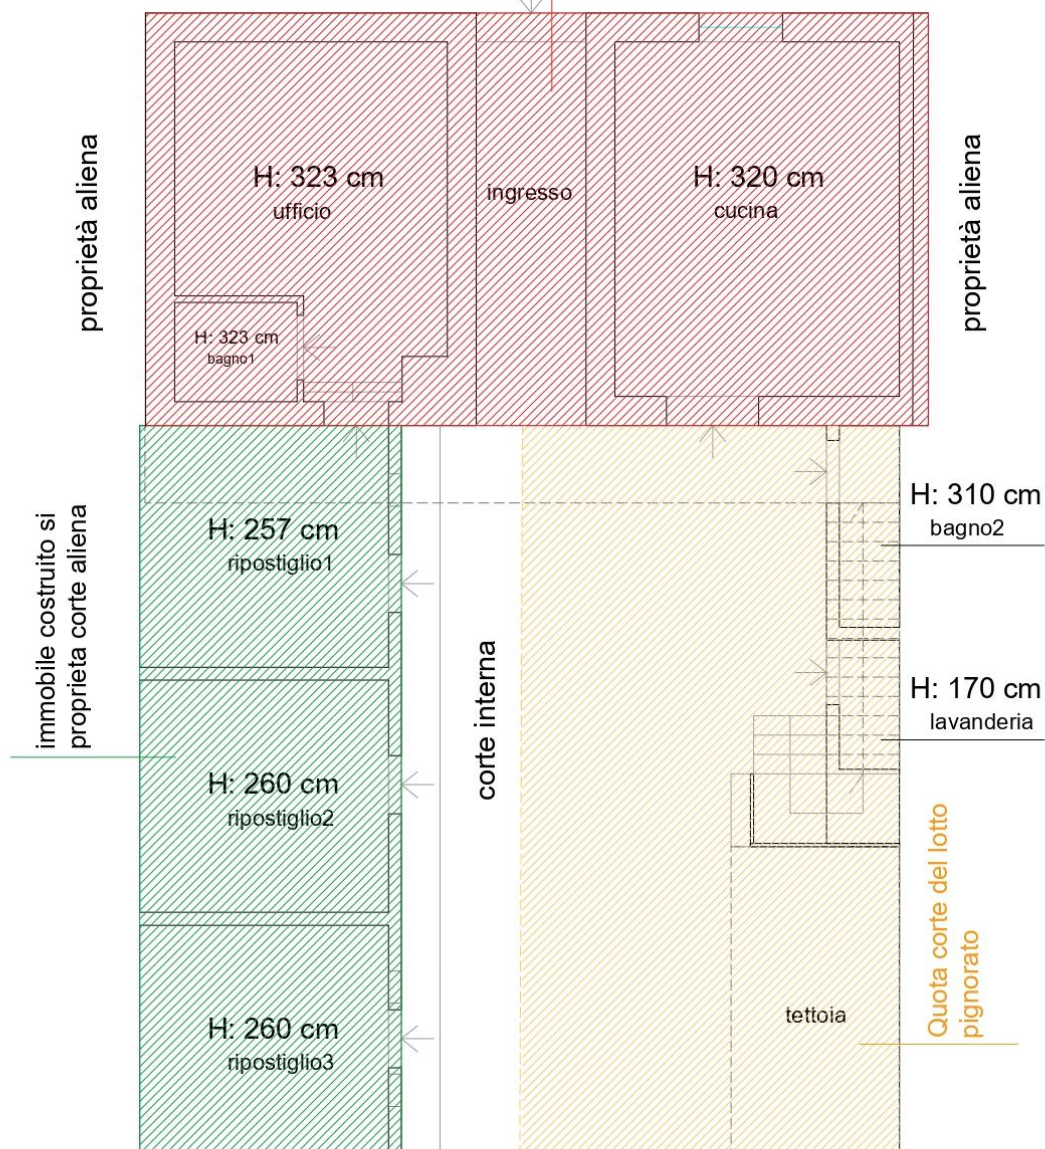 proprietà aliena
H: 323 cm
ufficio
ingresso
H: 320 cm
cucina
proprietà aliena
H: 323 cm
bagno1
immobile costruito si
proprieta corte aliena
H: 257 cm
ripostiglio1
H: 310 cm
bagno2
corte interna
H: 170 cm
lavanderia
H: 260 cm
ripostiglio2
Quota corte del lotto
pignorato
tettoia
H: 260 cm
ripostiglio3